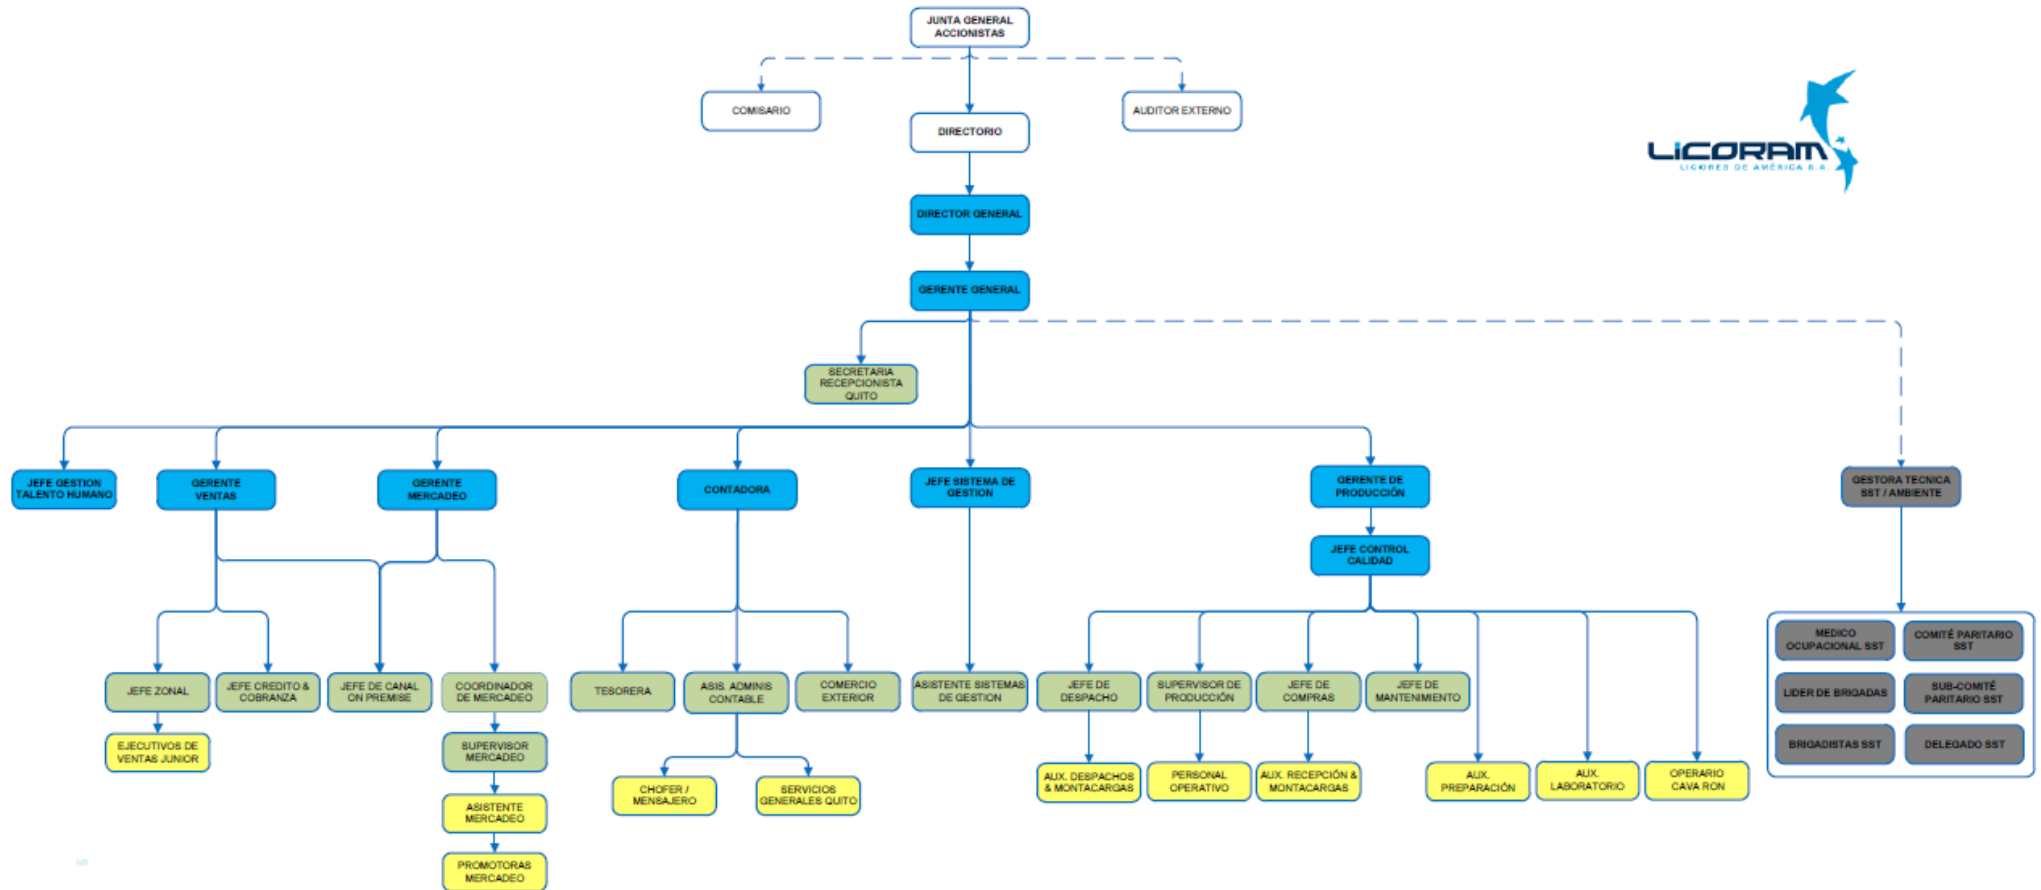 JUNTA GENERAL
ACCIONISTAS
COMISARIO
AUDITOR EXTERNO
DIRECTORIO
LiCORAM
LICORES DE AMÉRICA S.A.
DIRECTOR GENERAL
GERENTE GENERAL
SECRETARIA
RECEPCIONISTA
QUITO
JEFE GESTION
TALENTO HUMANO
GERENTE
VENTAS
GERENTE
MERCADEO
CONTADORA
JEFE SISTEMA DE
GESTION
GERENTE DE
PRODUCCIÓN
GESTORA TECNICA
SST / AMBIENTE
JEFE CONTROL
CALIDAD
JEFE ZONAL
JEFE CREDITO &
COBRANZA
JEFE DE CANAL
ON PREMISE
COORDINADOR
DE MERCADEO
TESORERA
ASIS. ADMINIS
CONTABLE
COMERCIO
EXTERIOR
ASISTENTE SISTEMAS
DE GESTION
JEFE DE
DESPACHO
SUPERVISOR DE
PRODUCCIÓN
JEFE DE
COMPRAS
JEFE DE
MANTENIMIENTO
MEDICO
OCUPACIONAL SST
COMITÉ PARITARIO
SST
LIDER DE BRIGADAS
SUB-COMITÉ
PARITARIO SST
BRIGADISTAS SST
DELEGADO SST
EJECUTIVOS DE
VENTAS JUNIOR
SUPERVISOR
MERCADEO
CHOFER /
MENSAJERO
SERVICIOS
GENERALES QUITO
AUX. DESPACHOS
& MONTACARGAS
PERSONAL
OPERATIVO
AUX. RECEPCIÓN &
MONTACARGAS
AUX.
PREPARACIÓN
AUX.
LABORATORIO
OPERARIO
CAVA RON
ASISTENTE
MERCADEO
PROMOTORAS
MERCADEO